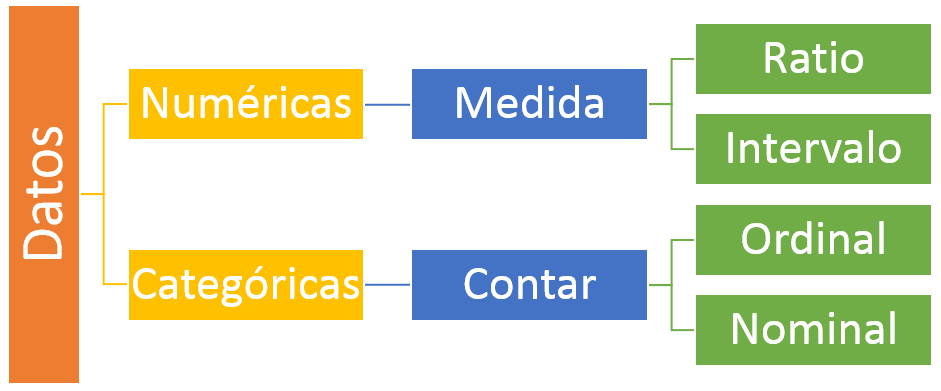 Datos
Numéricas
Medida
Ratio
Intervalo
Categóricas
Contar
Ordinal
Nominal